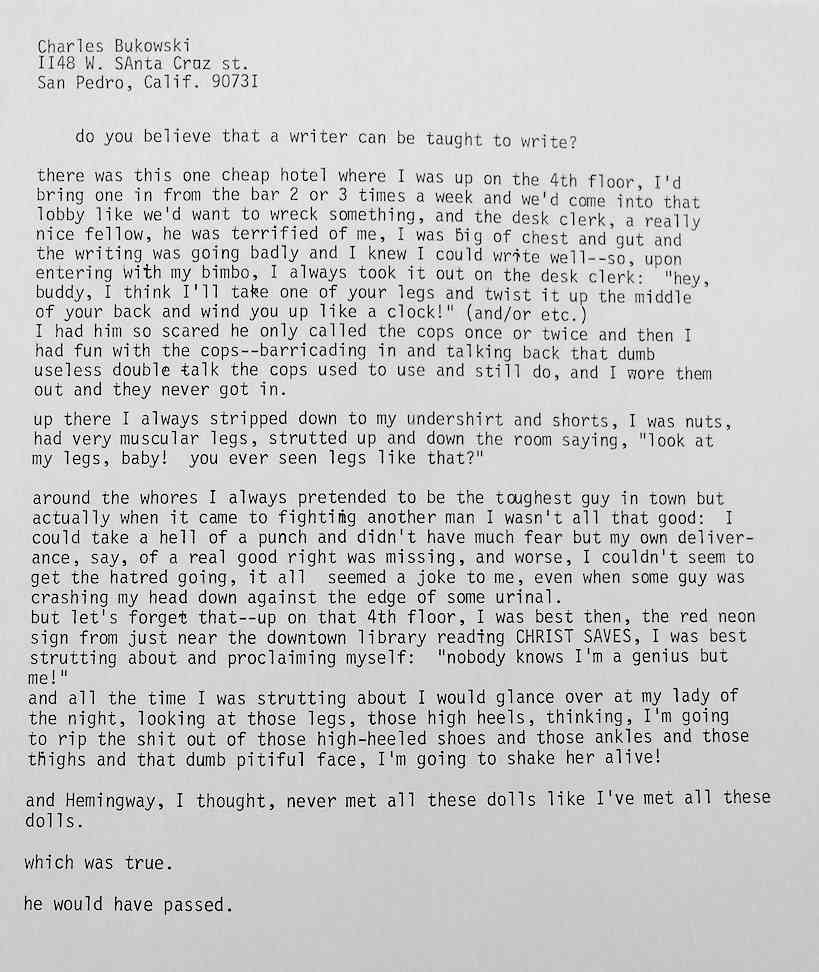 Charles Bukowski
II48 W. SAnta Cruz st.
San Pedro, Calif. 9073I
do you believe that a writer can be taught to write?
there was this one cheap hotel where I was up on the 4th floor, I'd
bring one in from the bar 2 or 3 times a week and we'd come into that
lobby like we'd want to wreck something, and the desk clerk, a really
nice fellow, he was terrified of me, I was big of chest and gut and
the writing was going badly and I knew I could write well--so, upon
entering with my bimbo, I always took it out on the desk clerk:  "hey,
buddy, I think I'll take one of your legs and twist it up the middle
of your back and wind you up like a clock!" (and/or etc.)
I had him so scared he only called the cops once or twice and then I
had fun with the cops--barricading in and talking back that dumb
useless double talk the cops used to use and still do, and I wore them
out and they never got in.
up there I always stripped down to my undershirt and shorts, I was nuts,
had very muscular legs, strutted up and down the room saying, "look at
my legs, baby!  you ever seen legs like that?"
around the whores I always pretended to be the toughest guy in town but
actually when it came to fighting another man I wasn't all that good:  I
could take a hell of a punch and didn't have much fear but my own deliver-
ance, say, of a real good right was missing, and worse, I couldn't seem to
get the hatred going, it all  seemed a joke to me, even when some guy was
crashing my head down against the edge of some urinal.
but let's forget that--up on that 4th floor, I was best then, the red neon
sign from just near the downtown library reading CHRIST SAVES, I was best
strutting about and proclaiming myself:  "nobody knows I'm a genius but
me!"
and all the time I was strutting about I would glance over at my lady of
the night, looking at those legs, those high heels, thinking, I'm going
to rip the shit out of those high-heeled shoes and those ankles and those
thighs and that dumb pitiful face, I'm going to shake her alive!
and Hemingway, I thought, never met all these dolls like I've met all these
dolls.
which was true.
he would have passed.